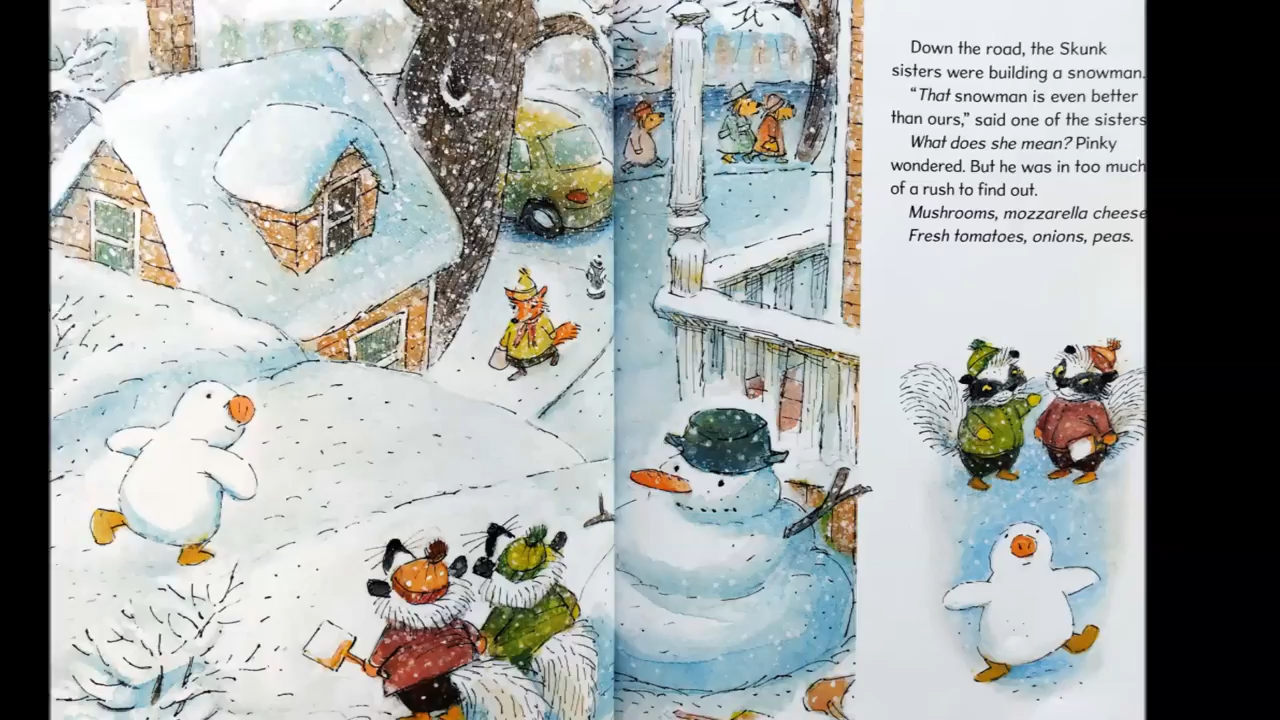 Down the road, the Skunk
sisters were building a snowman.
“That snowman is even better
than ours,” said one of the sisters
What does she mean? Pinky
wondered. But he was in too much
of a rush to find out.
Mushrooms, mozzarella cheese
Fresh tomatoes, onions, peas.